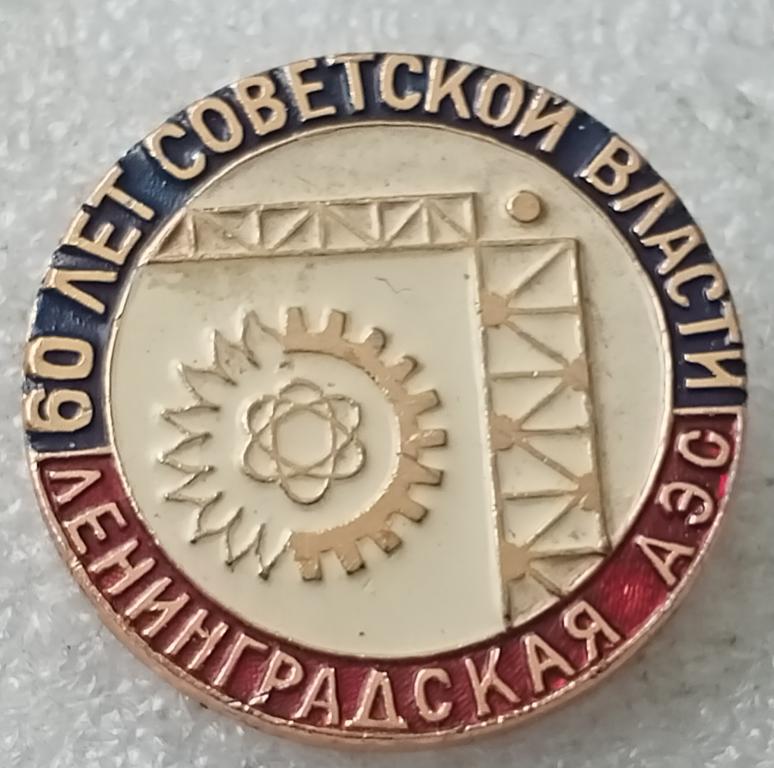 60 ЛЕТ СОВЕТСКОЙ ВЛАСТИ
ЛЕНИНГРАДСКАЯ АЭС